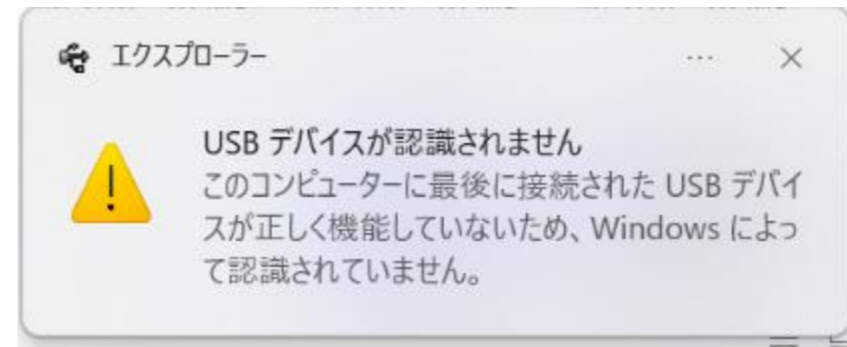 エクスプローラー
USB デバイスが認識されません
このコンピューターに最後に接続された USB デバイ
スが正しく機能していないため、Windows によっ
て認識されていません。